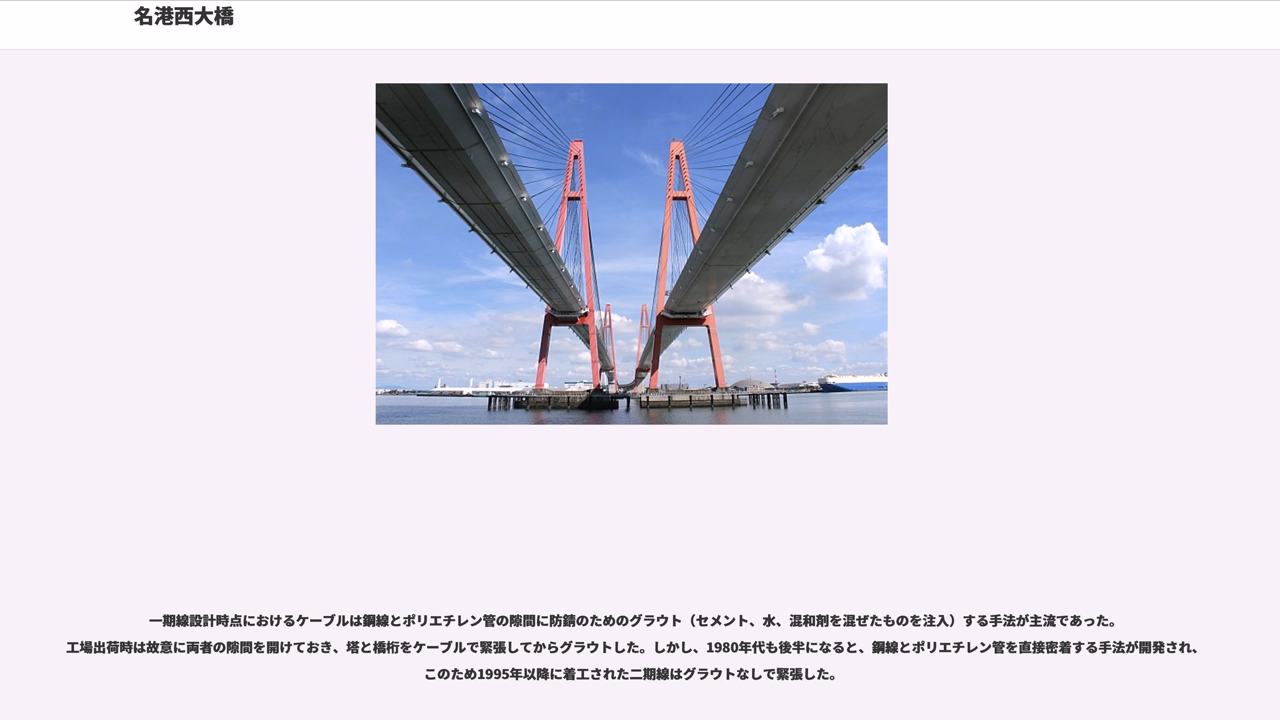 名港西大橋
一期線設計時点におけるケーブルは鋼線とポリエチレン管の隙間に防錆のためのグラウト（セメント、水、混和剤を混ぜたものを注入）する手法が主流であった。
工場出荷時は故意に両者の隙間を開けておき、塔と橋桁をケーブルで緊張してからグラウトした。しかし、1980年代も後半になると、鋼線とポリエチレン管を直接密着する手法が開発され、
このため1995年以降に着工された二期線はグラウトなしで緊張した。